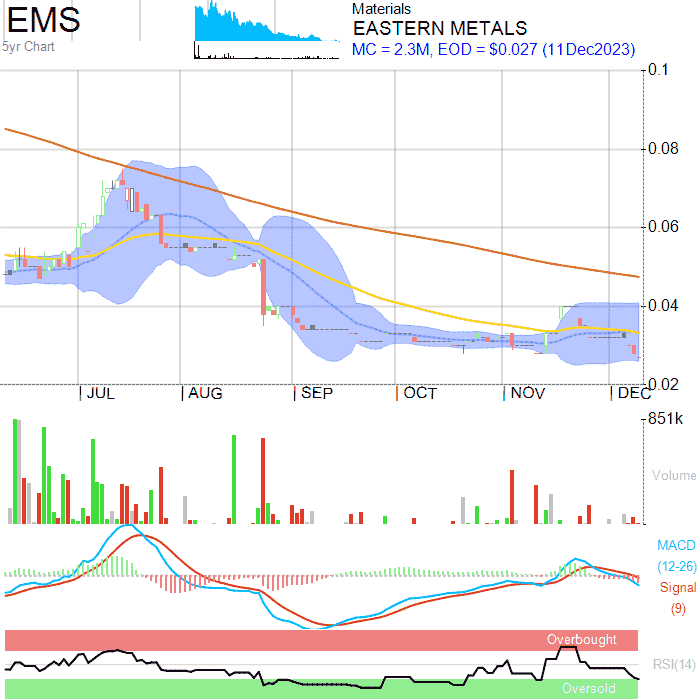 EMS
5yr Chart
Materials
EASTERN METALS
MC = 2.3M, EOD = $0.027 (11Dec2023)
0.1
0.08
0.06
0.04
0.02
JUL AUG SEP OCT NOV DEC
851k
Volume
MACD
(12-26)
Signal
(9)
Overbought
RSI(14)
Oversold